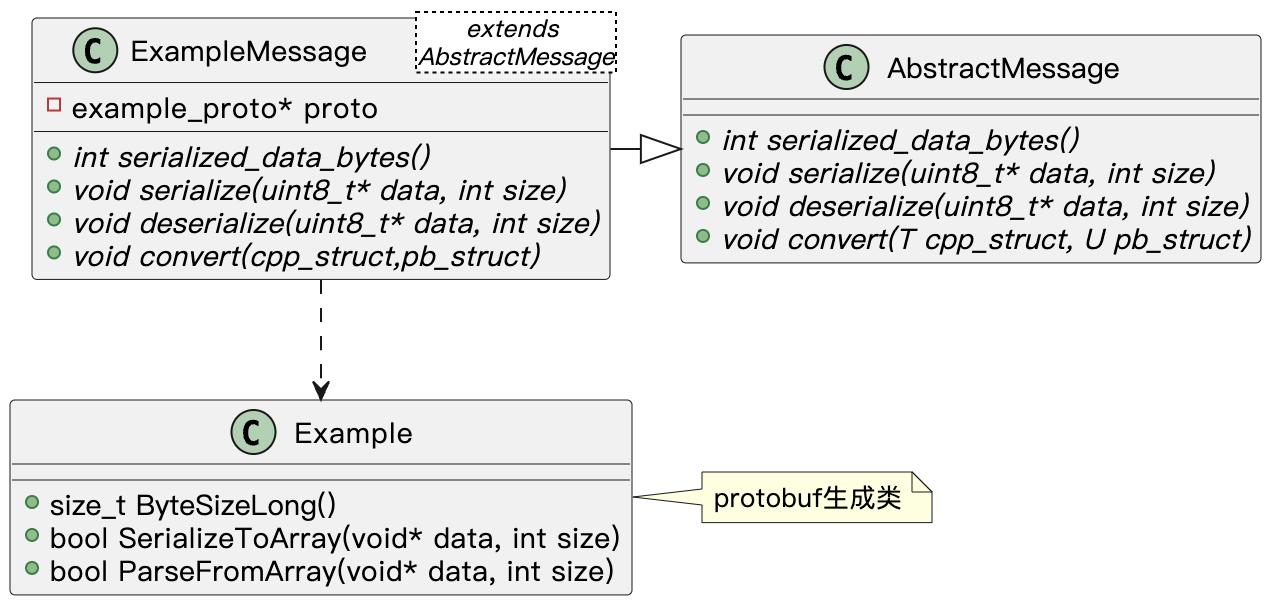 C ExampleMessage
extends
AbstractMessage
example_proto* proto
int serialized_data_bytes()
void serialize(uint8_t* data, int size)
void deserialize(uint8_t* data, int size)
void convert(cpp_struct,pb_struct)
C AbstractMessage
int serialized_data_bytes()
void serialize(uint8_t* data, int size)
void deserialize(uint8_t* data, int size)
void convert(T cpp_struct, U pb_struct)
C Example
size_t ByteSizeLong()
bool SerializeToArray(void* data, int size)
bool ParseFromArray(void* data, int size)
protobuf生成类